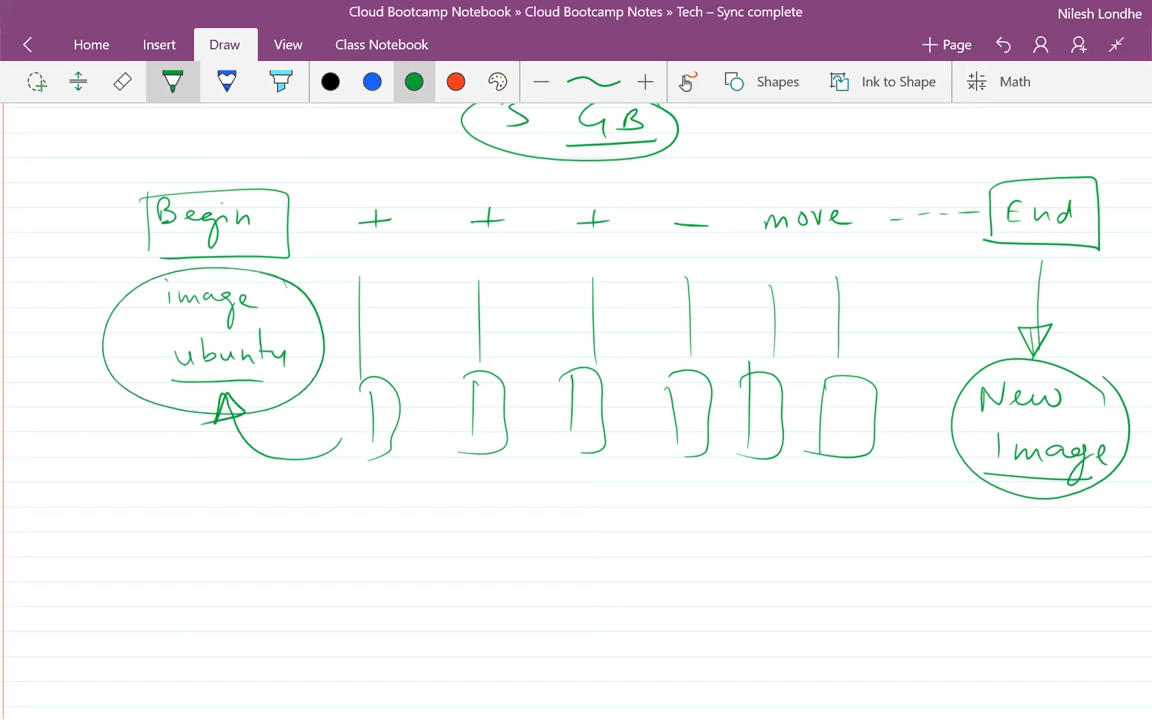 Cloud Bootcamp Notebook » Cloud Bootcamp Notes » Tech – Sync complete
Nilesh Londhe
Home Insert Draw View Class Notebook
Page
Shapes Ink to Shape Math
GB
Begin + + + — move - - - - End
image
ubuntu
D D D D D
New
Image